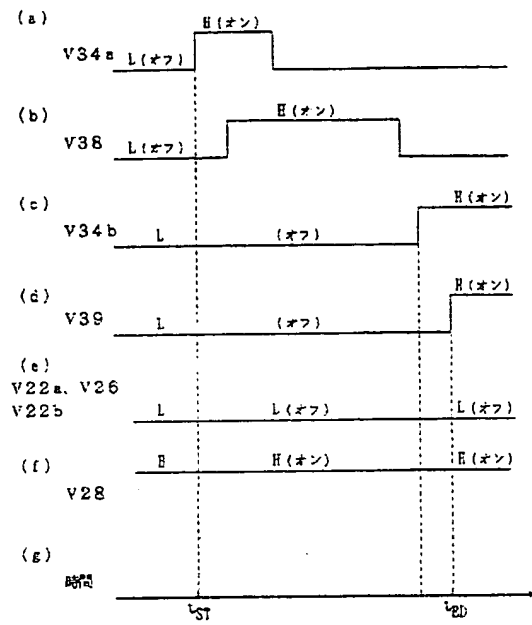 (a)
H(オン)
V34a
L(オフ)
(b)
H(オン)
V38
L(オフ)
(c)
H(オン)
V34b
L
(オフ)
(d)
H(オン)
V39
L
(オフ)
(e)
V22a、V26
V22b
L
L(オフ)
L(オフ)
(f)
H
H(オン)
H(オン)
V28
(g)
時間
tST
tED